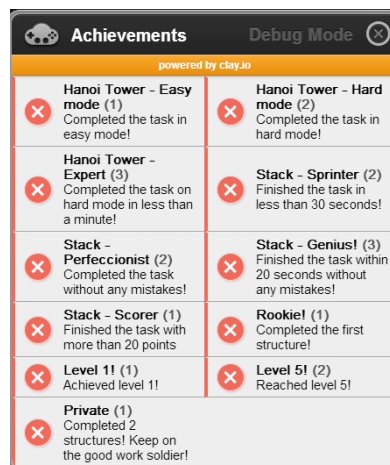 Achievements
Debug Mode
powered by clay.io
Hanoi Tower - Easy
mode (1)
Completed the task in
easy mode!
Hanoi Tower - Hard
mode (2)
Completed the task in
hard mode!
Hanoi Tower -
Expert (3)
Completed the task on
hard mode in less than
a minute!
Stack - Sprinter (2)
Finished the task in
less than 30 seconds!
Stack -
Perfeccionist (2)
Completed the task
without any mistakes!
Stack - Genius! (3)
Finished the task within
20 seconds without
any mistakes!
Stack - Scorer (1)
Finished the task with
more than 20 points
Rookie! (1)
Completed the first
structure!
Level 1! (1)
Achieved level 1!
Level 5! (2)
Reached level 5!
Private (1)
Completed 2
structures! Keep on
the good work soldier!